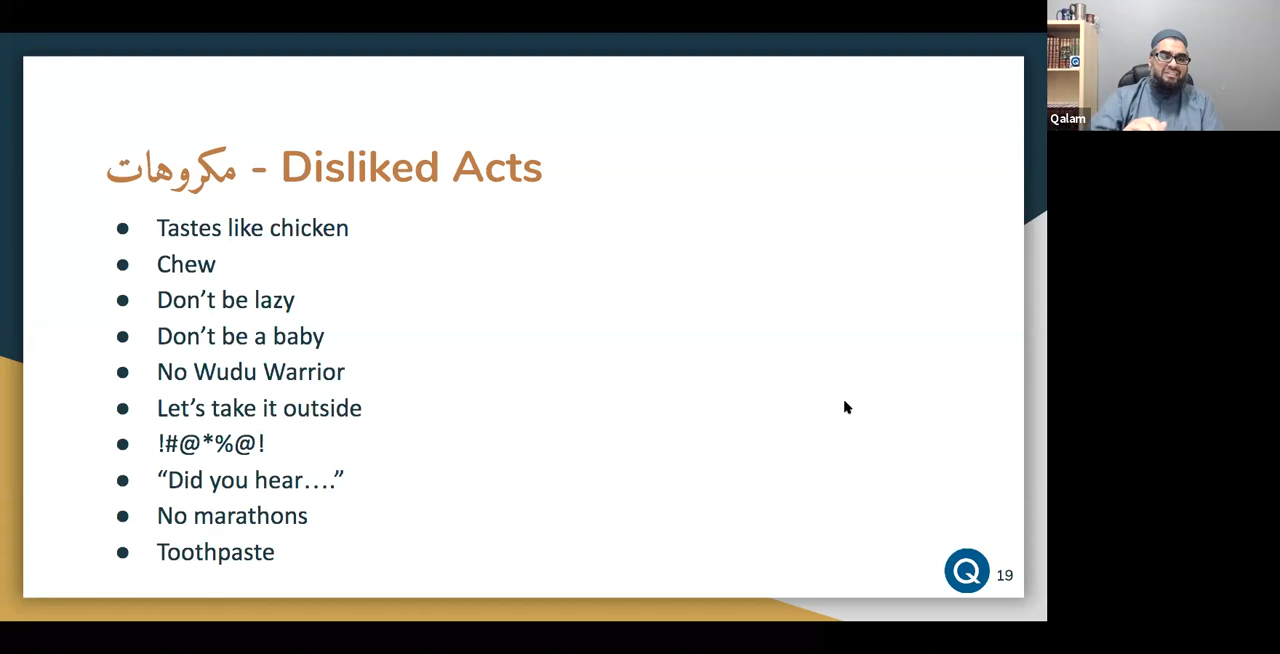 مكروهات - Disliked Acts
● Tastes like chicken
● Chew
● Don’t be lazy
● Don’t be a baby
● No Wudu Warrior
● Let’s take it outside
● !#@*%@!
● “Did you hear….”
● No marathons
● Toothpaste
Q 19
Qalam